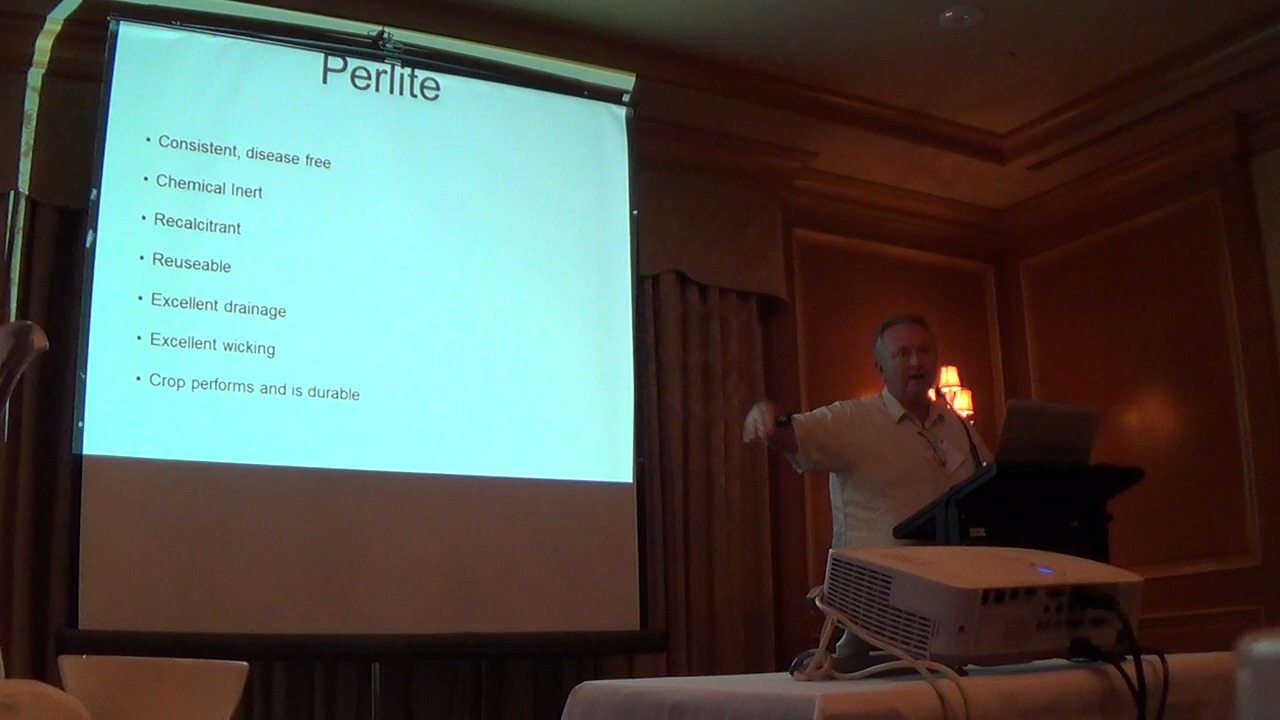 Perlite
• Consistent, disease free
• Chemical Inert
• Recalcitrant
• Reuseable
• Excellent drainage
• Excellent wicking
• Crop performs and is durable